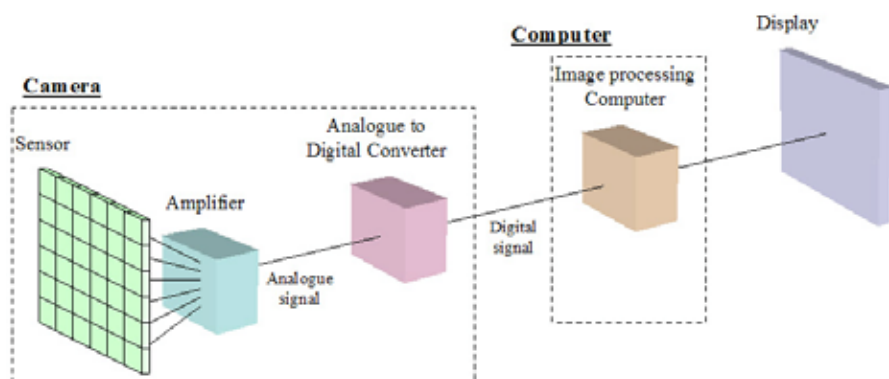 Camera
Sensor
Amplifier
Analogue
signal
Analogue to
Digital Converter
Digital
signal
Computer
Image processing
Computer
Display